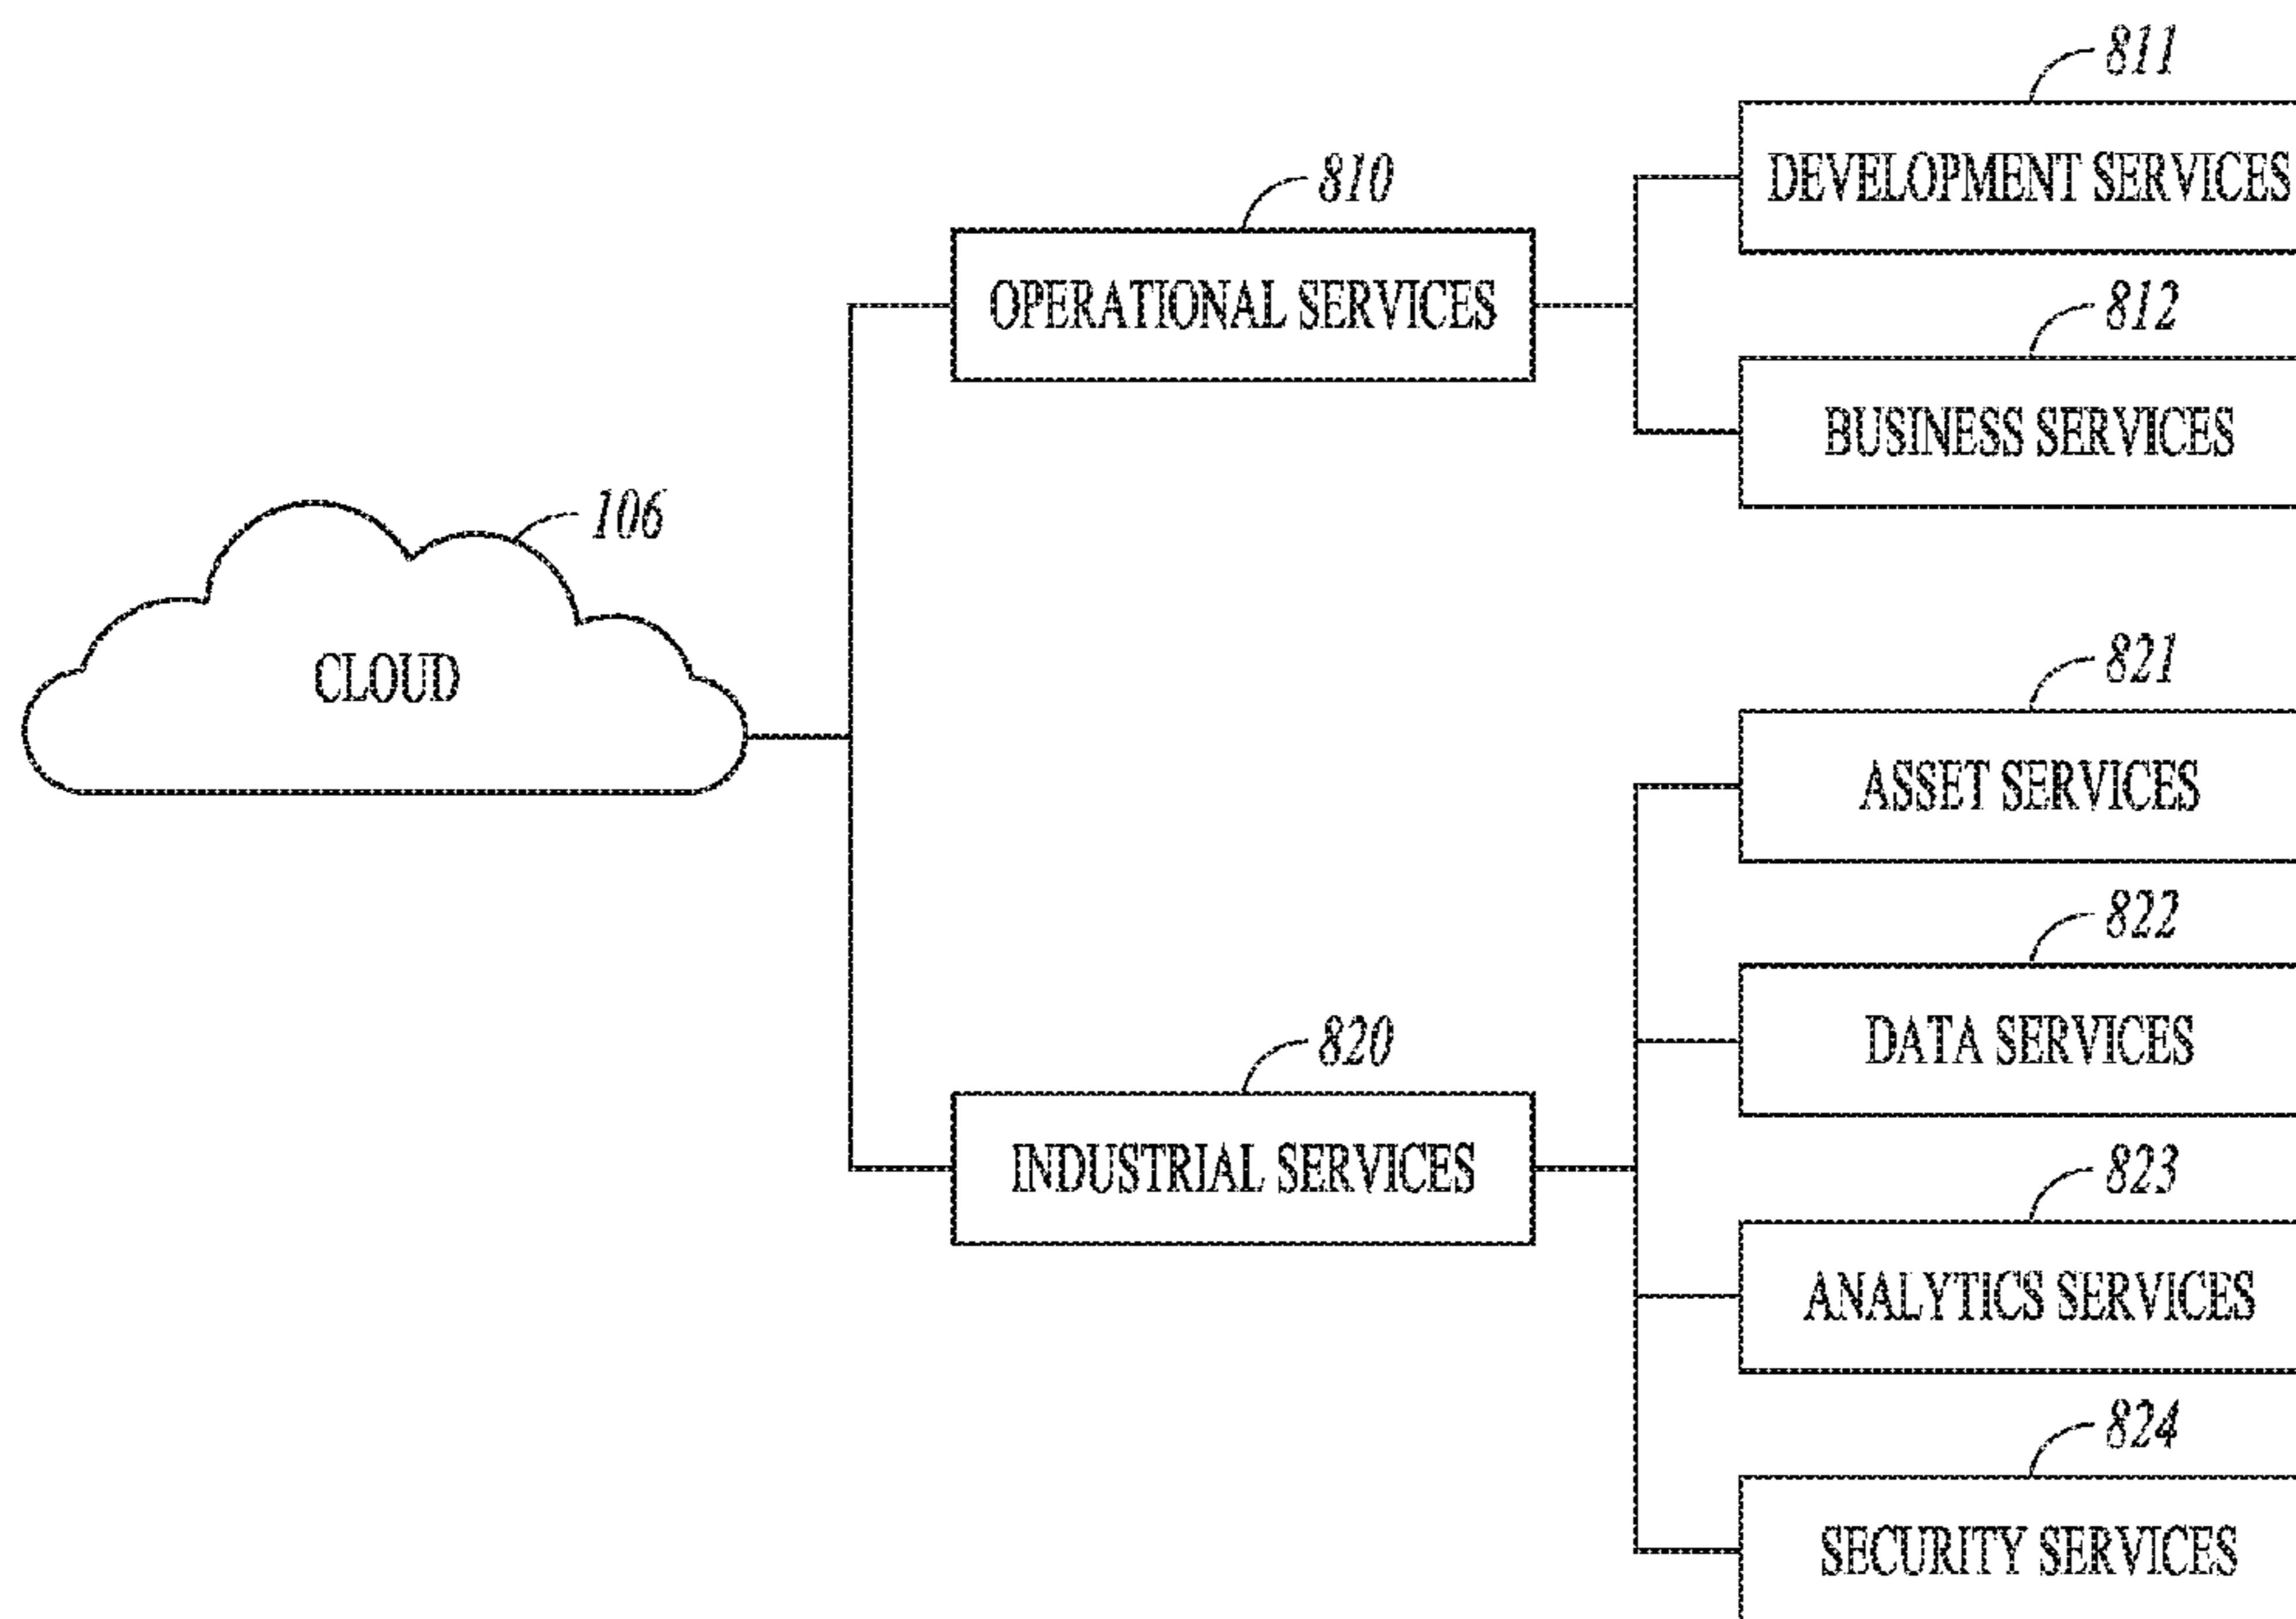 811
DEVELOPMENT SERVICES
810
OPERATIONAL SERVICES
812
BUSINESS SERVICES
106
CLOUD
821
ASSET SERVICES
822
DATA SERVICES
820
INDUSTRIAL SERVICES
823
ANALYTICS SERVICES
824
SECURITY SERVICES